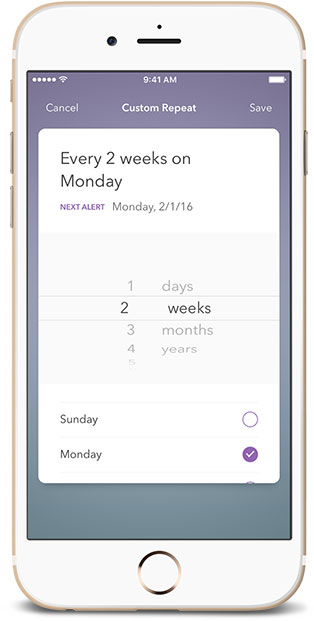 9:41 AM
Cancel Custom Repeat Save
Every 2 weeks on
Monday
NEXT ALERT Monday, 2/1/16
1 days
2 weeks
3 months
4 years
5
Sunday
Monday